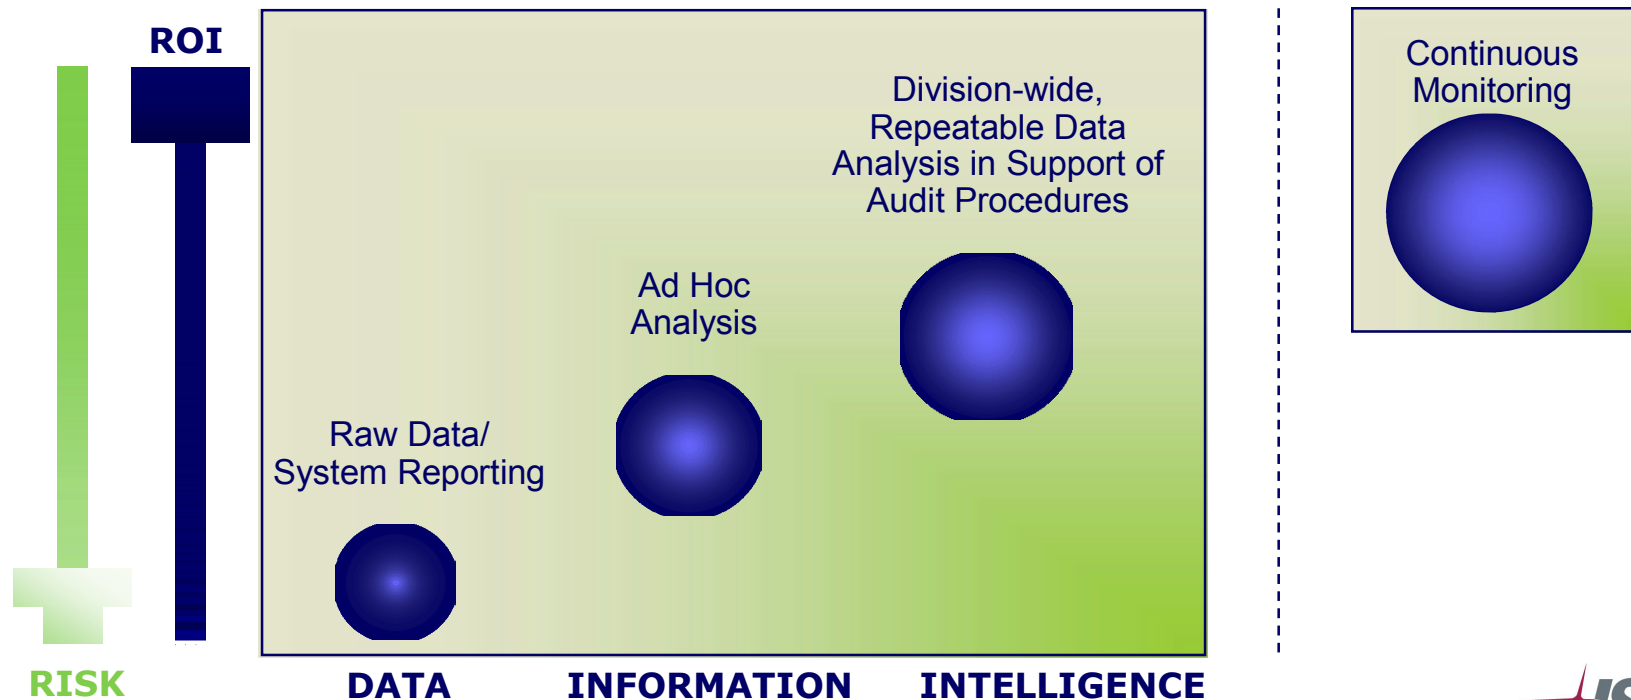 ROI
Continuous
Monitoring
Division-wide,
Repeatable Data
Analysis in Support of
Audit Procedures
Ad Hoc
Analysis
Raw Data/
System Reporting
RISK
DATA
INFORMATION
INTELLIGENCE